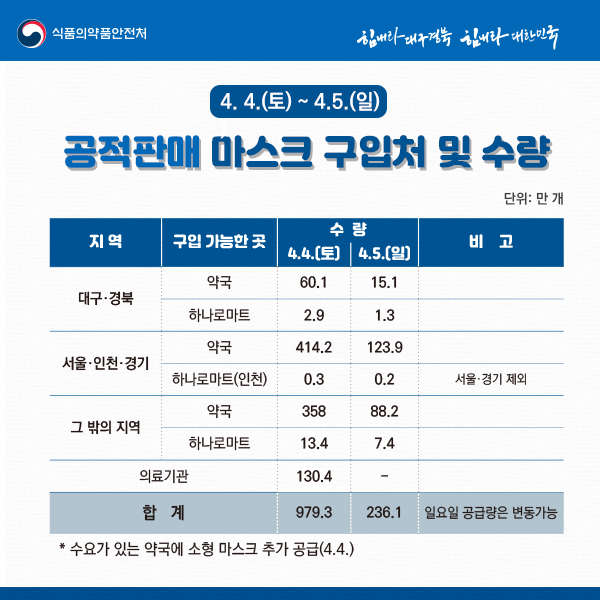 식품의약품안전처
힘내라 대구경북 힘내라 대한민국
4. 4.(토) ~ 4.5.(일)
공적판매 마스크 구입처 및 수량
단위: 만 개
지 역 구입 가능한 곳 수 량 비 고
4.4.(토) 4.5.(일)
대구·경북 약국 60.1 15.1
하나로마트 2.9 1.3
서울·인천·경기 약국 414.2 123.9
하나로마트(인천) 0.3 0.2 서울·경기 제외
그 밖의 지역 약국 358 88.2
하나로마트 13.4 7.4
의료기관 130.4 -
합 계 979.3 236.1 일요일 공급량은 변동가능
* 수요가 있는 약국에 소형 마스크 추가 공급(4.4.)